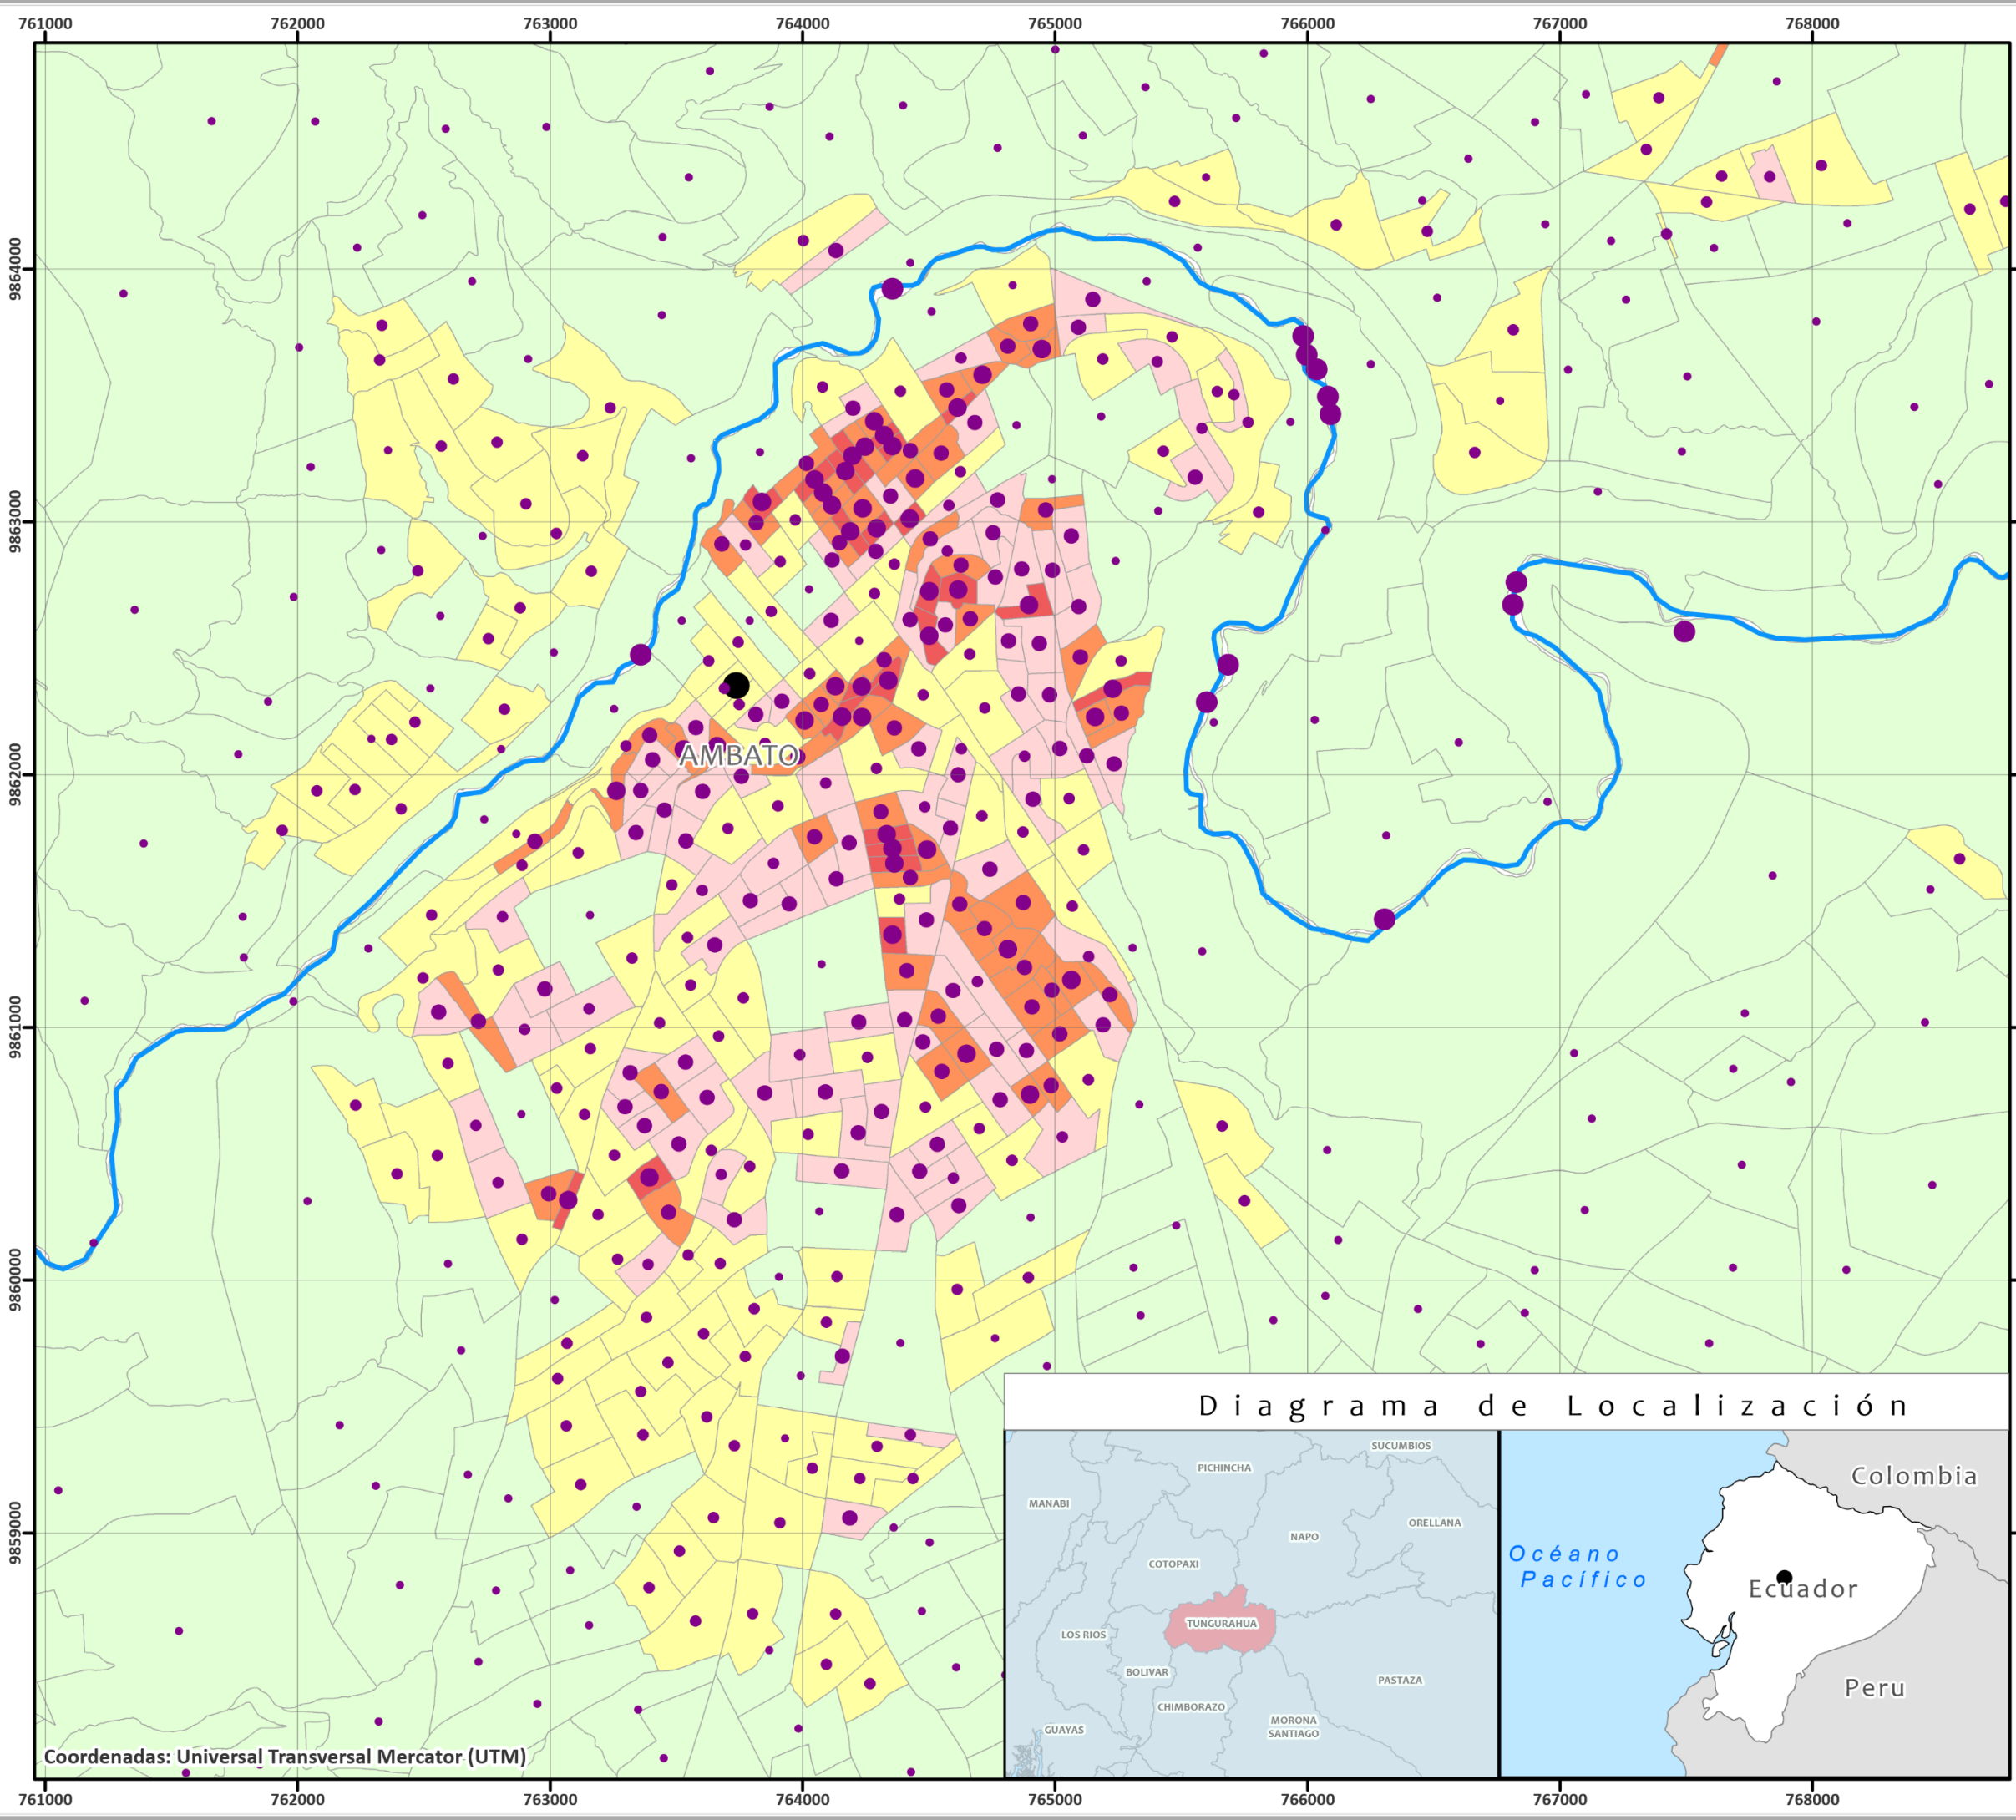 761000 762000 763000 764000 765000 766000 767000 768000
9864000
9863000
9862000
9861000
9860000
9859000
AMBATO
Diagrama de Localización
SUCUMBIOS
PICHINCHA
MANABI
ORELLANA
NAPO
COTOPAXI
TUNGURAHUA
LOS RIOS
BOLIVAR
PASTAZA
CHIMBORAZO
MORONA
SANTIAGO
GUAYAS
Colombia
Océano
Pacífico
Ecuador
Peru
Coordenadas: Universal Transversal Mercator (UTM)
761000 762000 763000 764000 765000 766000 767000 768000